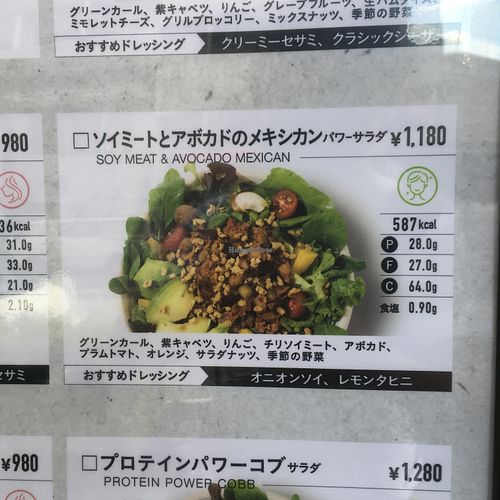 グリーンカール、紫キャベツ、りんご、グレープフルーツ、生ハムクイス、
ミモレットチーズ、グリルブロッコリー、ミックスナッツ、季節の野菜
おすすめドレッシング クリーミーセサミ、クラシックシーザー
980
36kcal
31.0g
33.0g
21.0g
2.10g
セサミ
¥980
□ソイミートとアボカドのメキシカンパワーサラダ ¥1,180
SOY MEAT & AVOCADO MEXICAN
587kcal
P 28.0g
F 27.0g
C 64.0g
食塩 0.90g
グリーンカール、紫キャベツ、りんご、チリソイミート、アボカド、
プラムトマト、オレンジ、サラダナッツ、季節の野菜
おすすめドレッシング オニオンソイ、レモンタヒニ
□プロテインパワーコブサラダ ¥1,280
PROTEIN POWER COBB